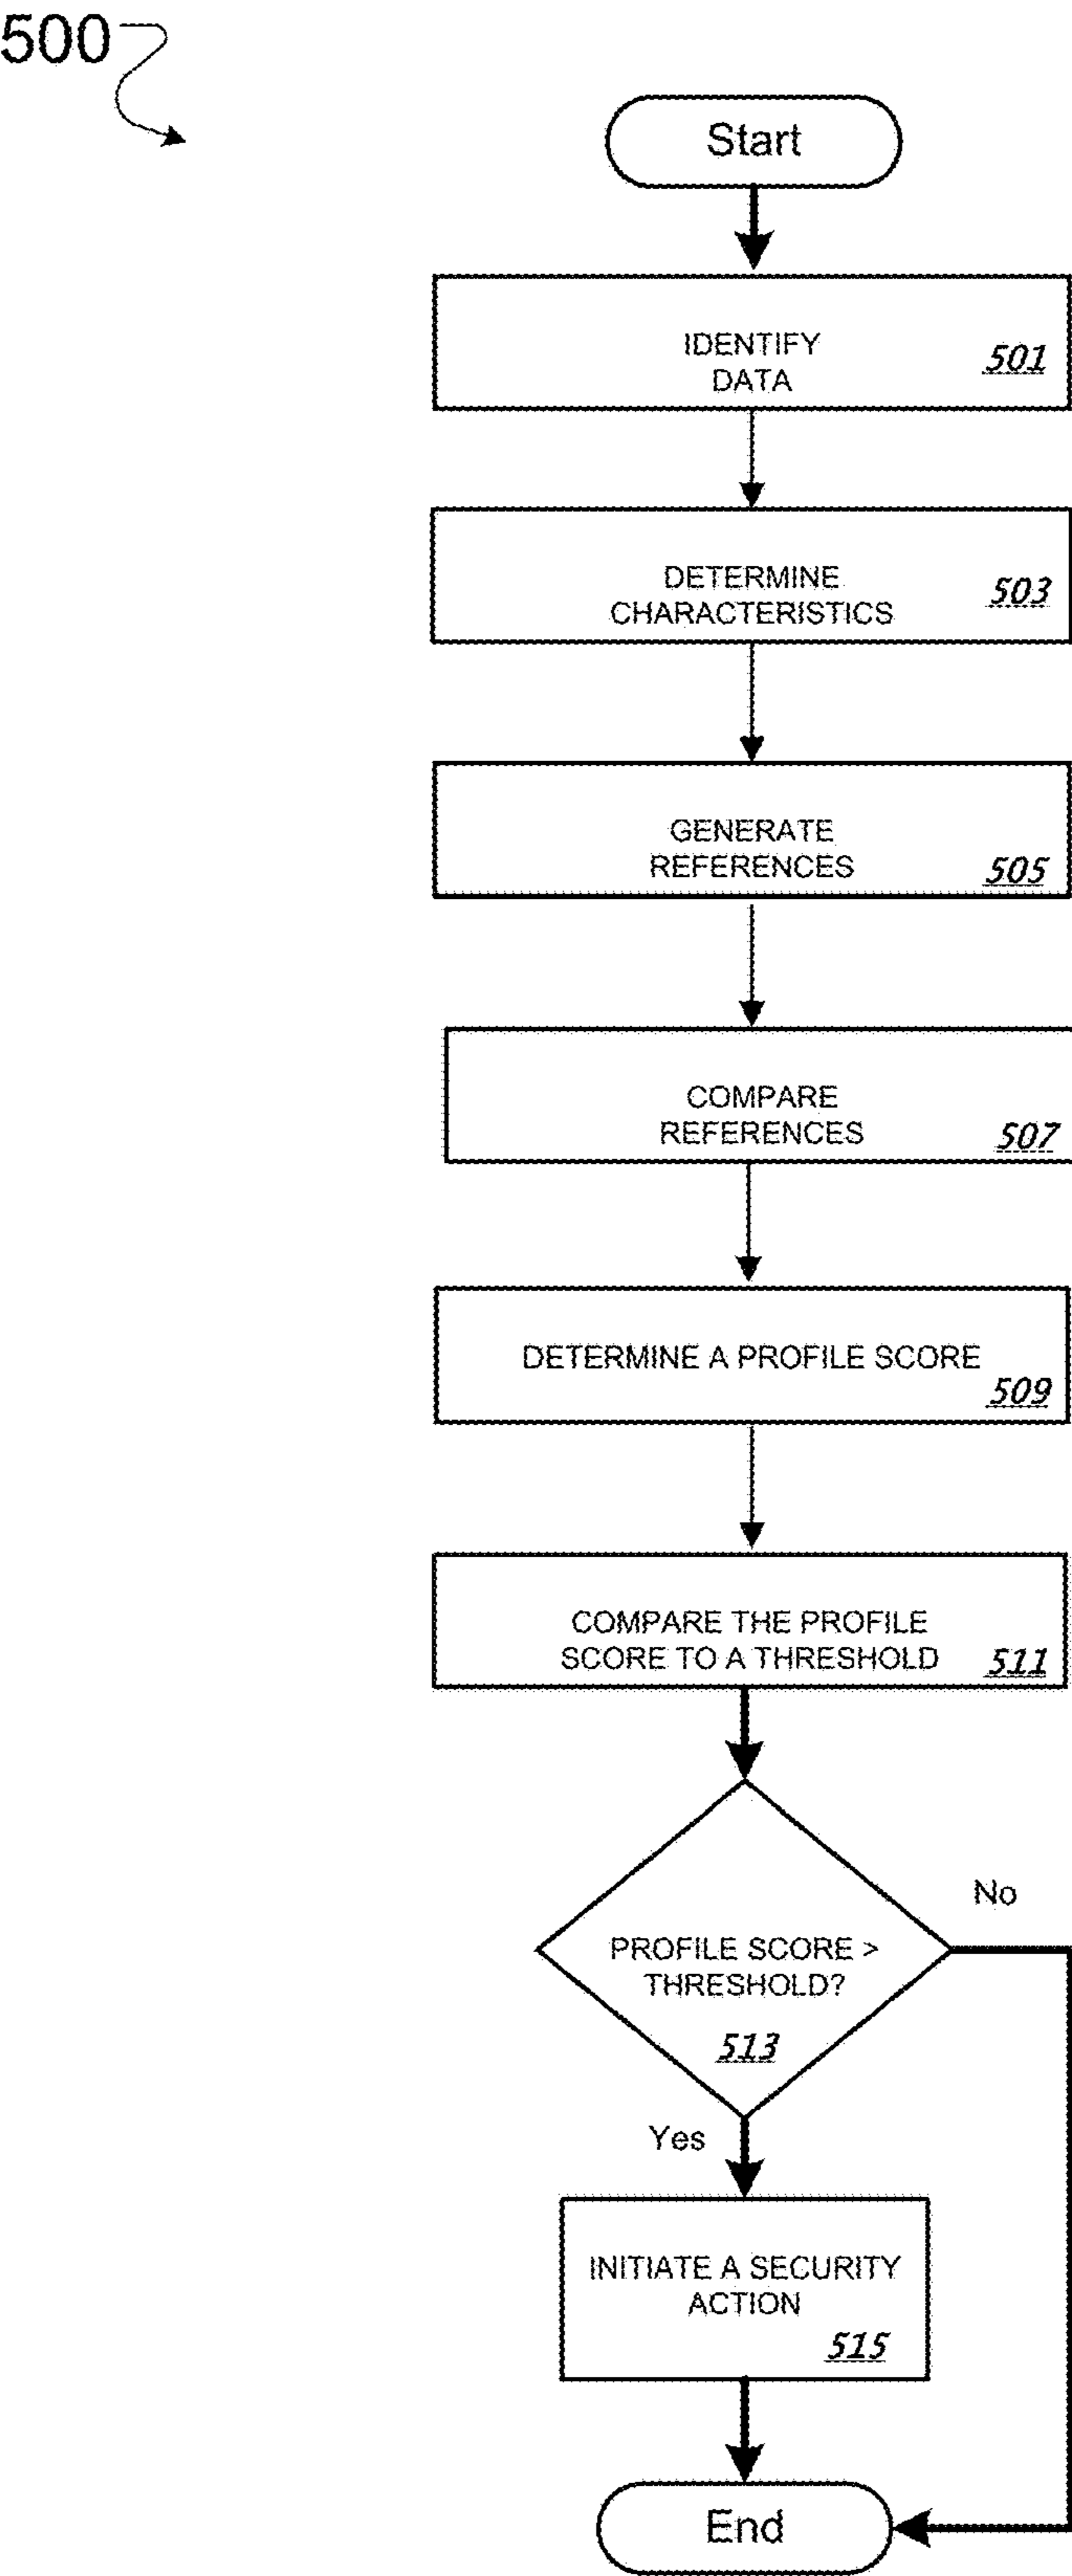 500
Start
IDENTIFY
DATA
501
DETERMINE
CHARACTERISTICS
503
GENERATE
REFERENCES
505
COMPARE
REFERENCES
507
DETERMINE A PROFILE SCORE
509
COMPARE THE PROFILE
SCORE TO A THRESHOLD
511
No
PROFILE SCORE >
THRESHOLD?
513
Yes
INITIATE A SECURITY
ACTION
515
End